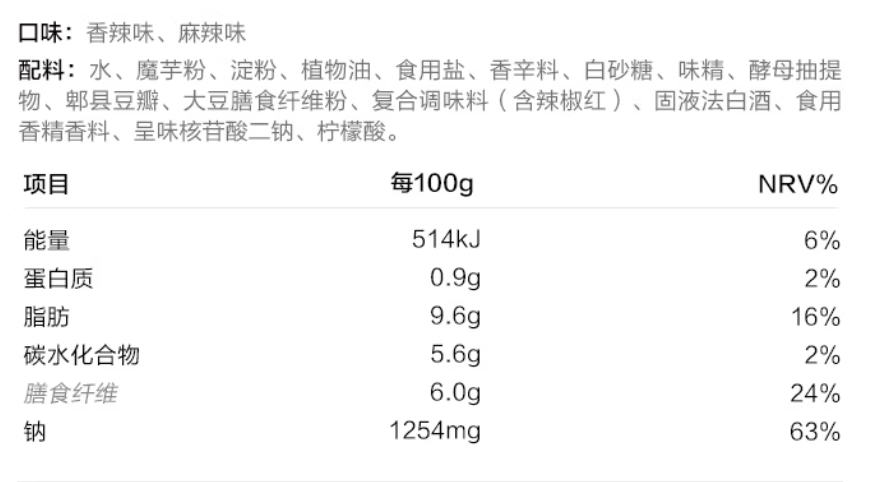 口味：香辣味、麻辣味
配料：水、魔芋粉、淀粉、植物油、食用盐、香辛料、白砂糖、味精、酵母抽提
物、郫县豆瓣、大豆膳食纤维粉、复合调味料（含辣椒红）、固液法白酒、食用
香精香料、呈味核苷酸二钠、柠檬酸。
项目 每100g NRV%
能量 514kJ 6%
蛋白质 0.9g 2%
脂肪 9.6g 16%
碳水化合物 5.6g 2%
膳食纤维 6.0g 24%
钠 1254mg 63%